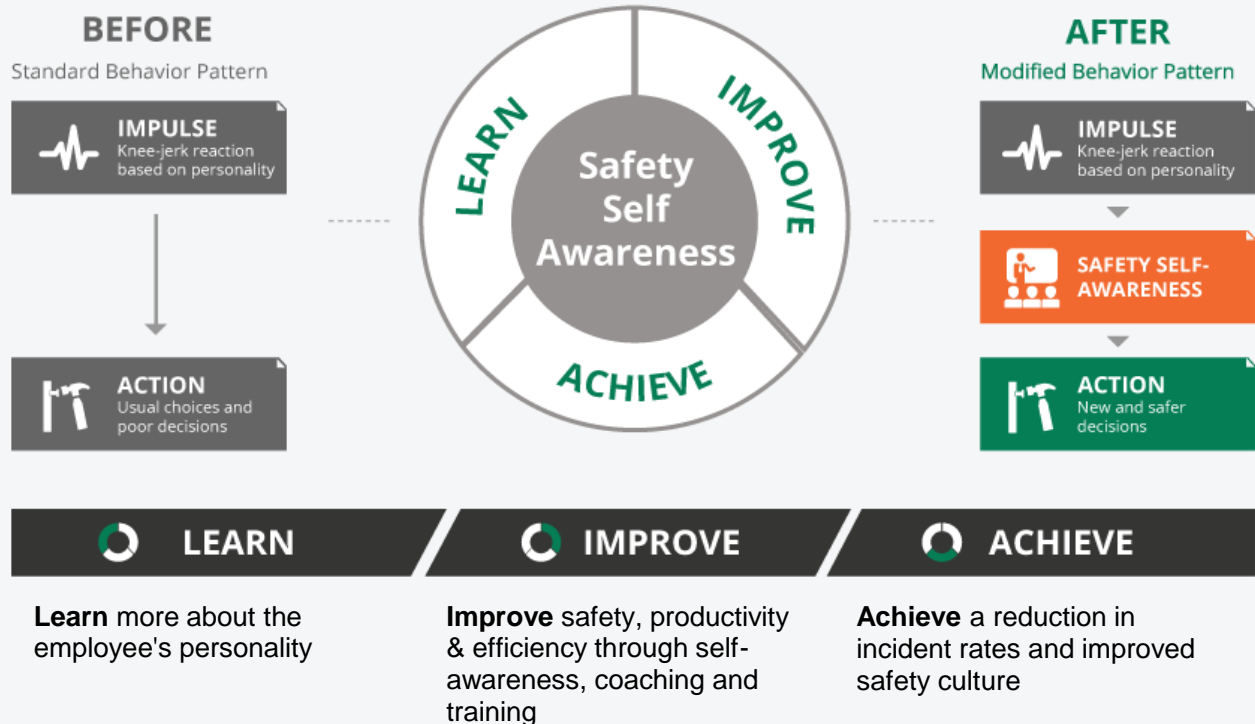 BEFORE
Standard Behavior Pattern
IMPULSE
Knee-jerk reaction
based on personality
ACTION
Usual choices and
poor decisions
LEARN
IMPROVE
ACHIEVE
Safety
Self
Awareness
AFTER
Modified Behavior Pattern
IMPULSE
Knee-jerk reaction
based on personality
SAFETY SELF-
AWARENESS
ACTION
New and safer
decisions
LEARN
Learn more about the
employee's personality
IMPROVE
Improve safety, productivity
& efficiency through self-
awareness, coaching and
training
ACHIEVE
Achieve a reduction in
incident rates and improved
safety culture